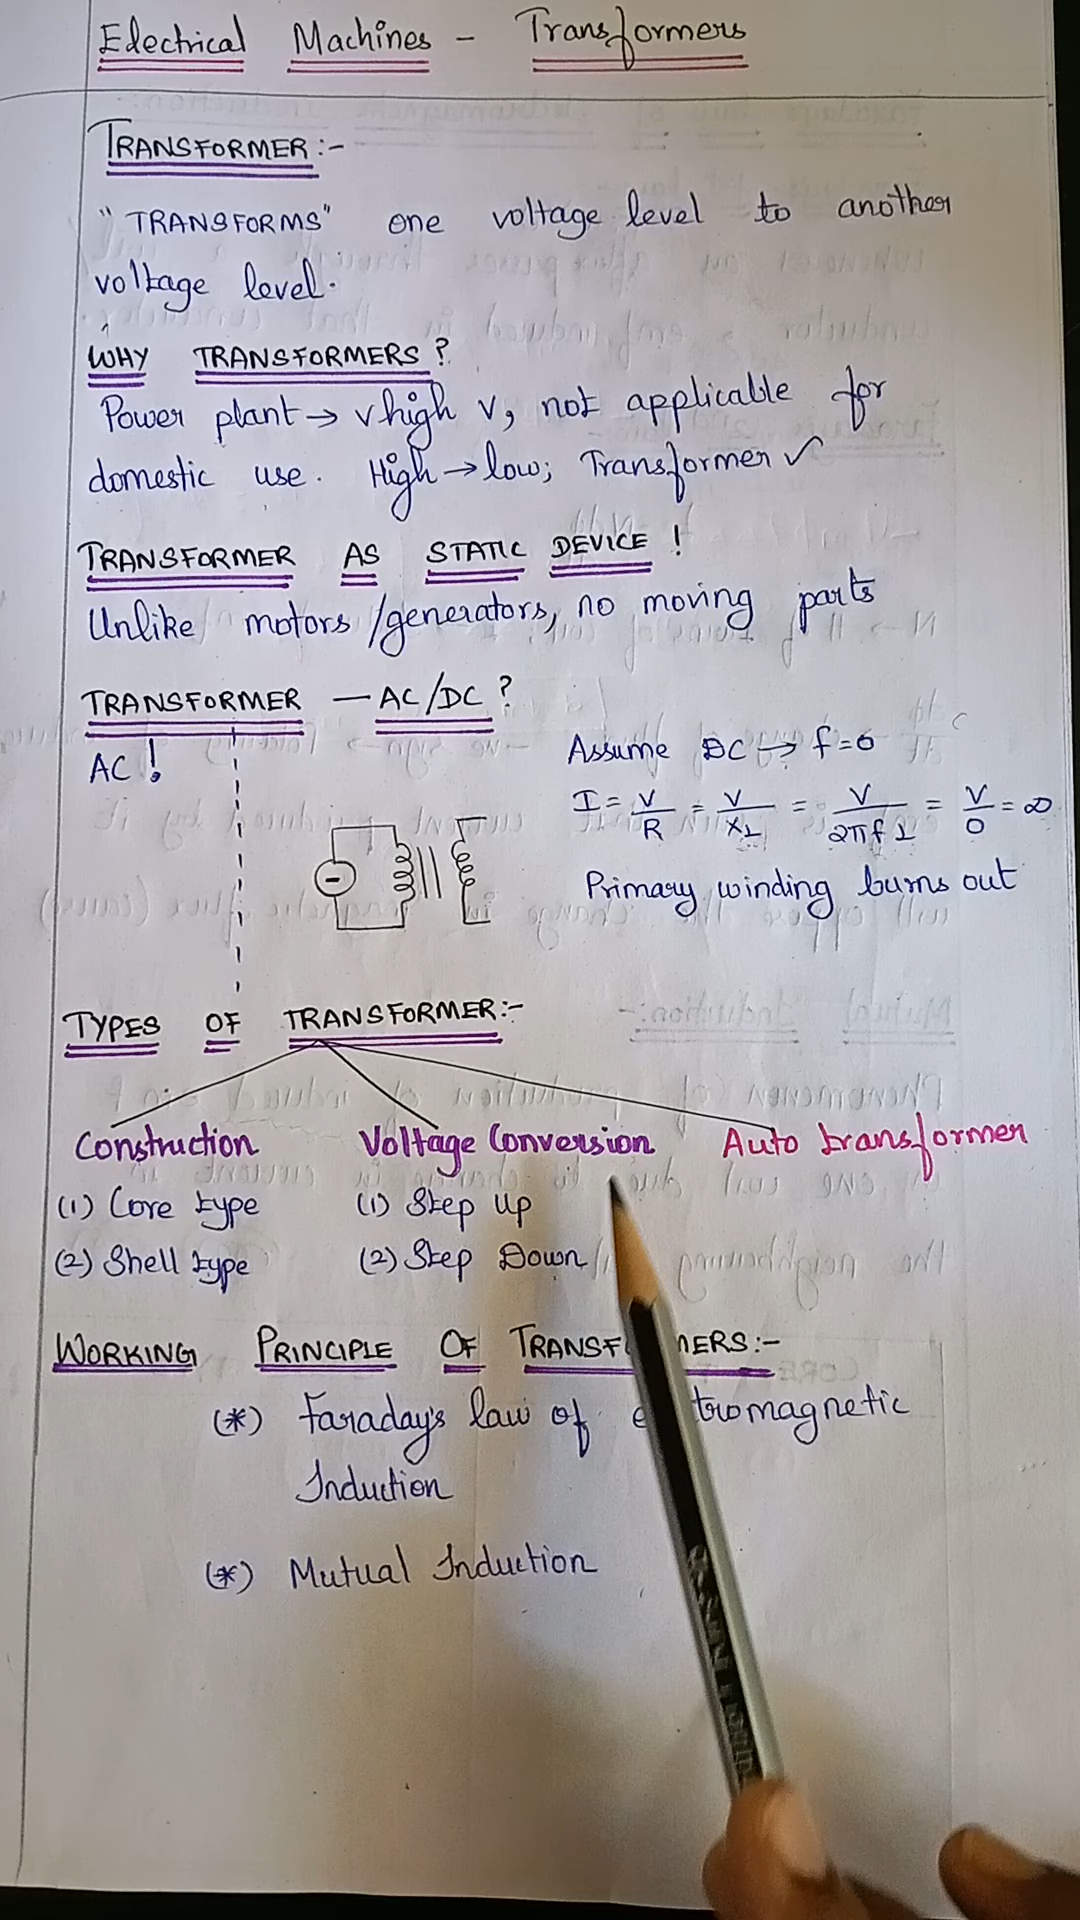 Electrical Machines - Transformers
TRANSFORMER:-
"TRANSFORMS" one voltage level to another
voltage level.
WHY TRANSFORMERS?
Power plant → vhigh v, not applicable for
domestic use. High → low; Transformer ✓
TRANSFORMER AS STATIC DEVICE!
Unlike motors/generators, no moving parts
TRANSFORMER — AC/DC?
AC!
Assume DC → f=0
I = V/R = V/XL = V/2πfL = V/0 = ∞
Primary winding burns out
TYPES OF TRANSFORMER:-
Construction Voltage Conversion Auto transformer
(1) Core type (1) Step Up
(2) Shell type (2) Step Down
WORKING PRINCIPLE OF
(*) Faraday's law of
Induction
(*) Mutual Induction